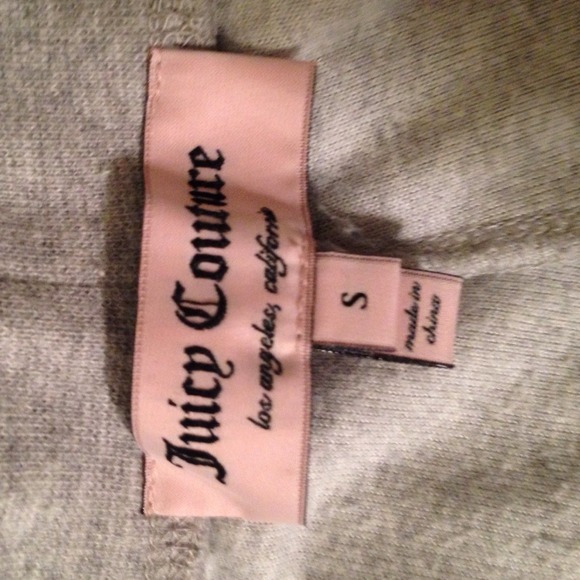 Juicy Couture
los angeles, california
S
made in
china